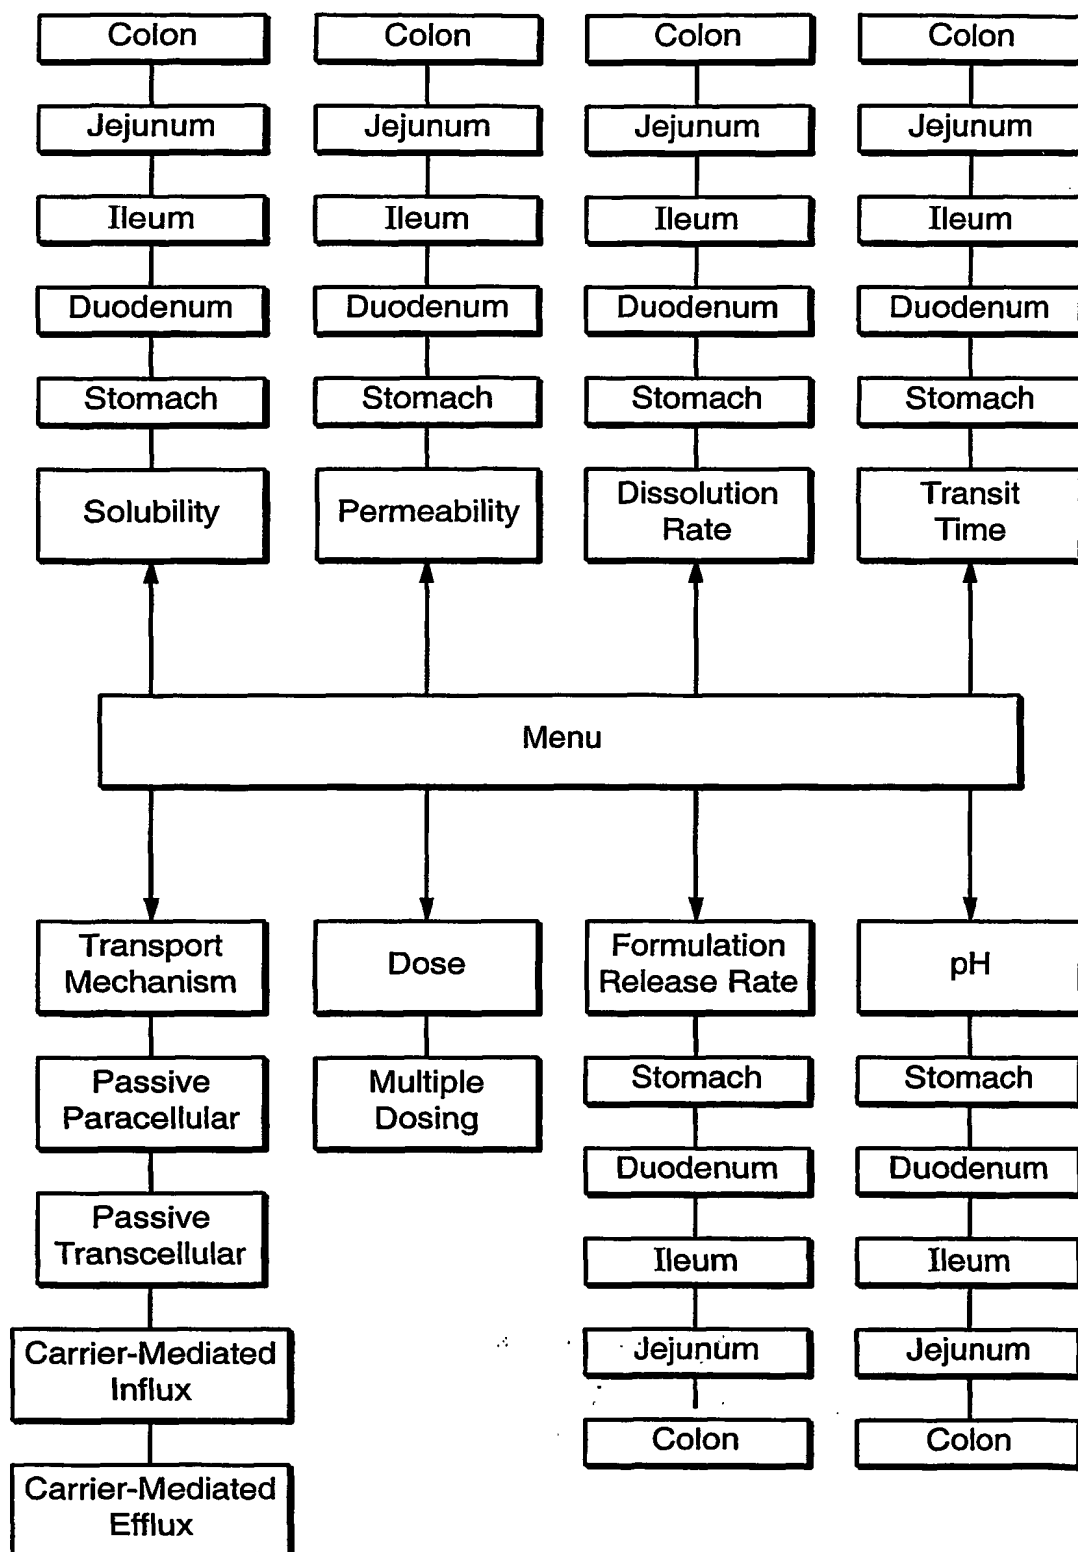 Colon
Colon
Colon
Colon
Jejunum
Jejunum
Jejunum
Jejunum
Ileum
Ileum
Ileum
Ileum
Duodenum
Duodenum
Duodenum
Duodenum
Stomach
Stomach
Stomach
Stomach
Solubility
Permeability
Dissolution
Rate
Transit
Time
Menu
Transport
Mechanism
Dose
Formulation
Release Rate
pH
Passive
Paracellular
Multiple
Dosing
Stomach
Stomach
Duodenum
Duodenum
Passive
Transcellular
Ileum
Ileum
Carrier-Mediated
Influx
Jejunum
Jejunum
Colon
Colon
Carrier-Mediated
Efflux